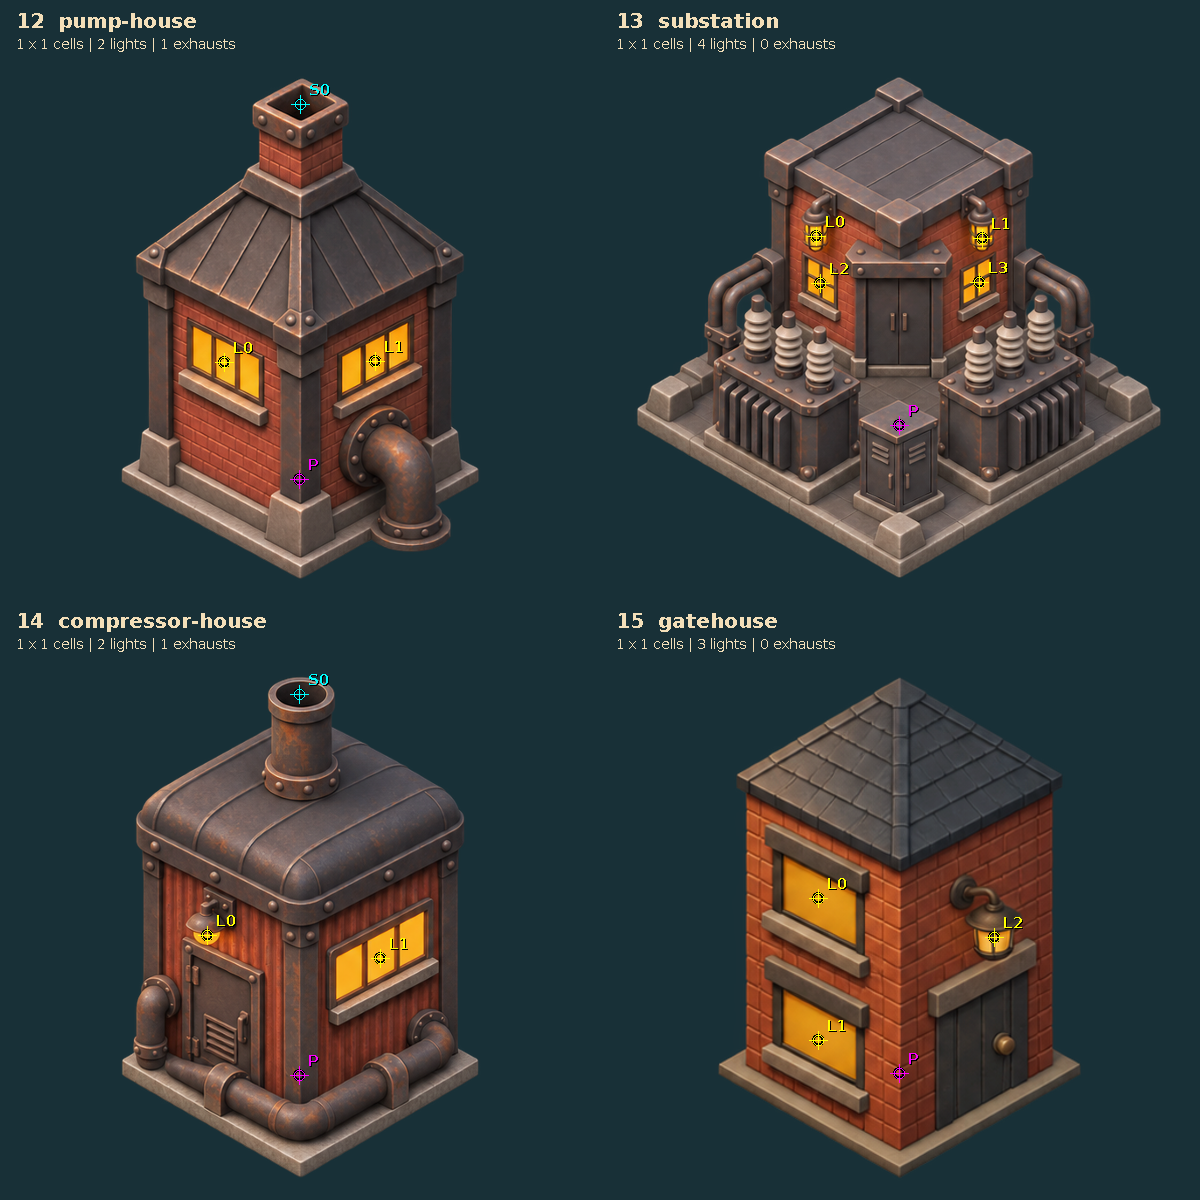 12 pump-house
1 x 1 cells | 2 lights | 1 exhausts
S0
L0
L1
P
13 substation
1 x 1 cells | 4 lights | 0 exhausts
L0
L1
L2
L3
P
14 compressor-house
1 x 1 cells | 2 lights | 1 exhausts
S0
L0
L1
P
15 gatehouse
1 x 1 cells | 3 lights | 0 exhausts
L0
L2
L1
P